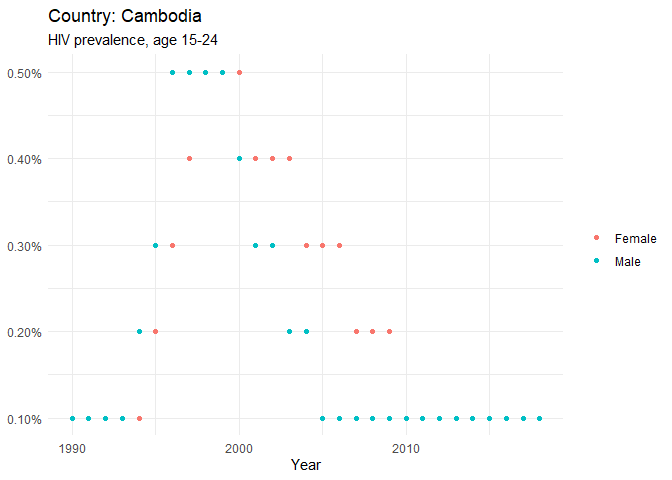 Country: Cambodia
HIV prevalence, age 15-24
0.50%
0.40%
0.30%
0.20%
0.10%
1990 2000 2010
Year
Female
Male